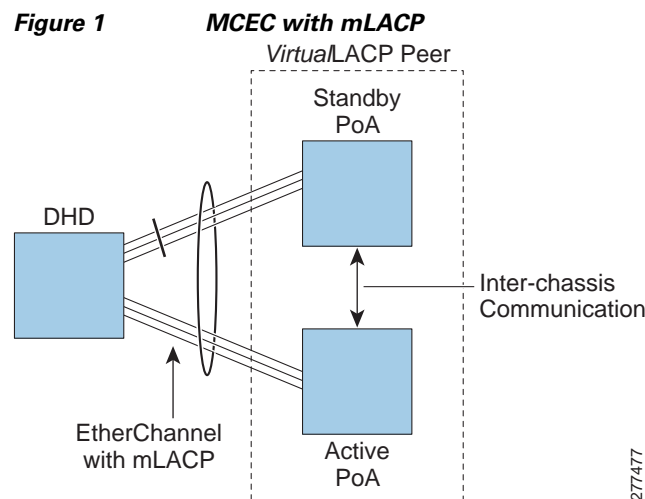 Figure 1 MCEC with mLACP
VirtualLACP Peer
Standby
PoA
DHD
Inter-chassis
Communication
EtherChannel
with mLACP
Active
PoA
277477